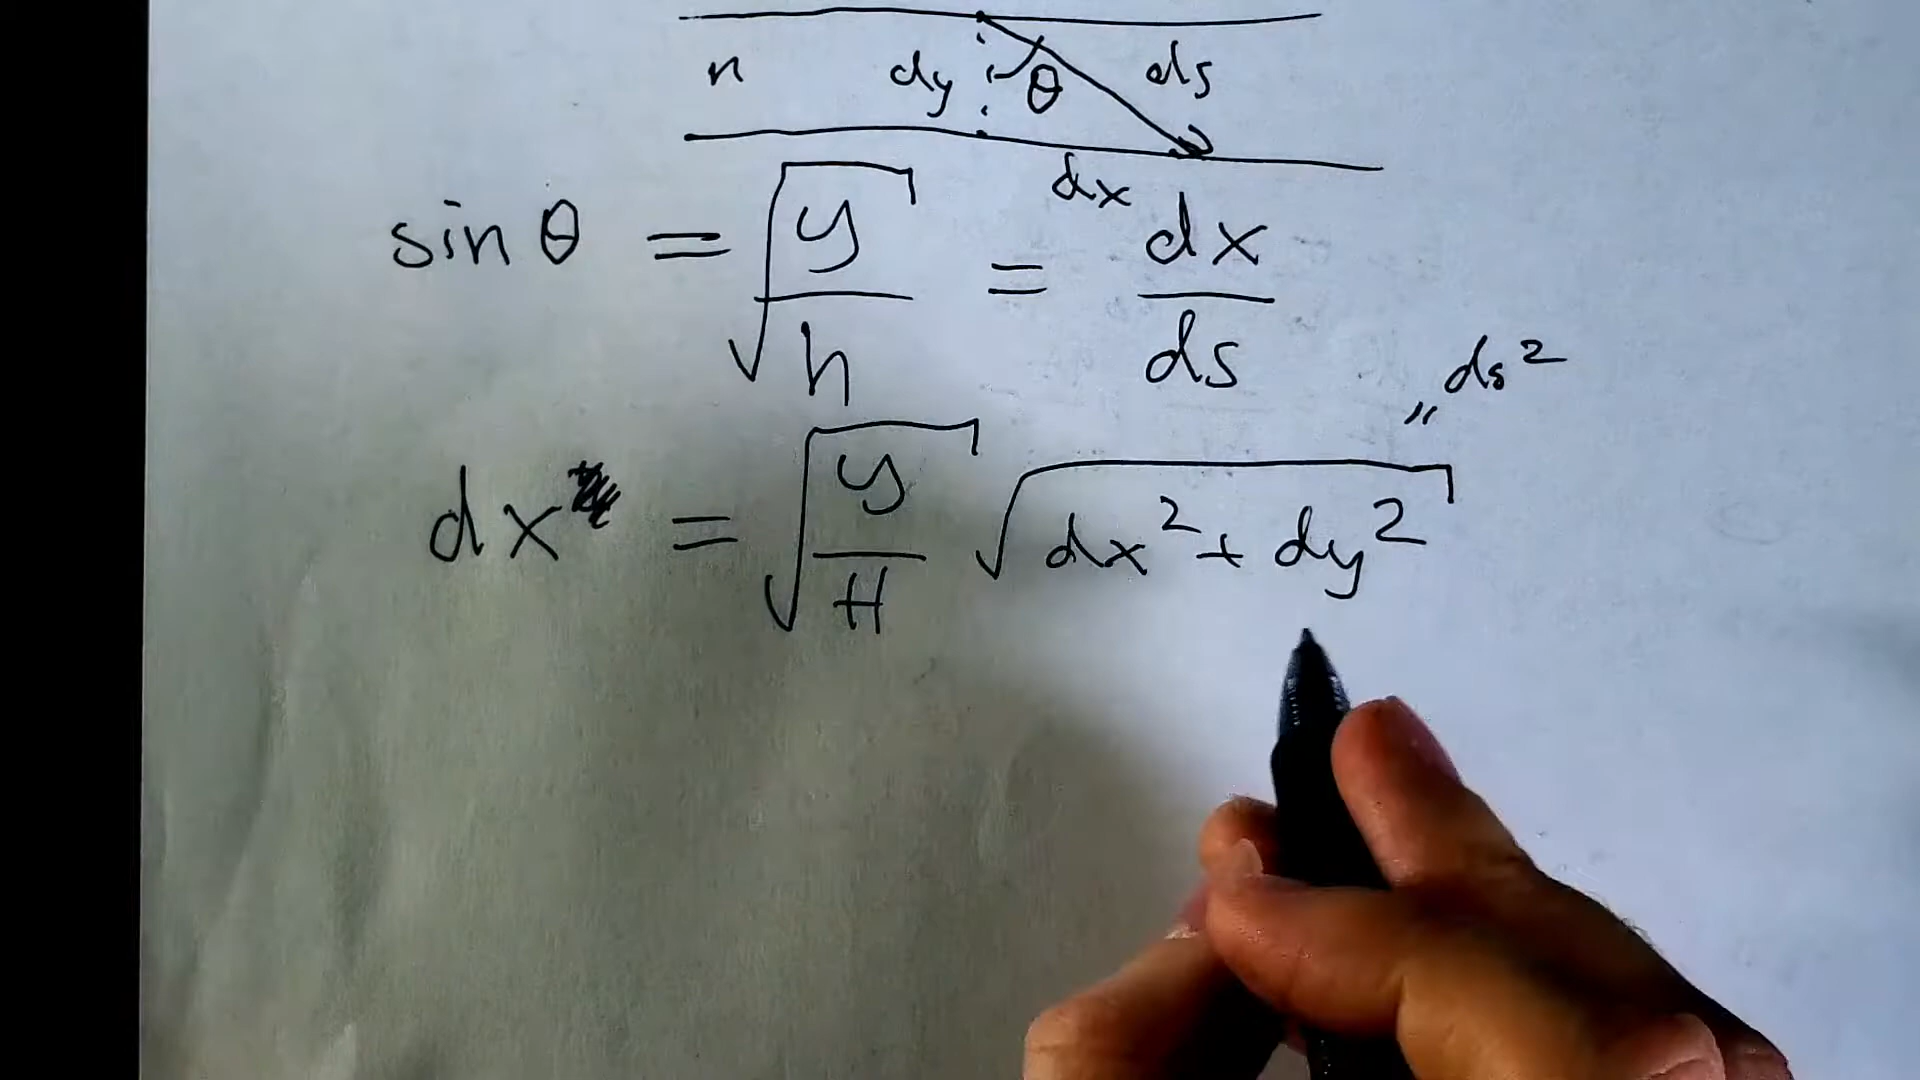 n dy θ ds
dx
sin θ = √(y/h) = dx/ds
" ds²
dx = √(y/H) √(dx² + dy²)